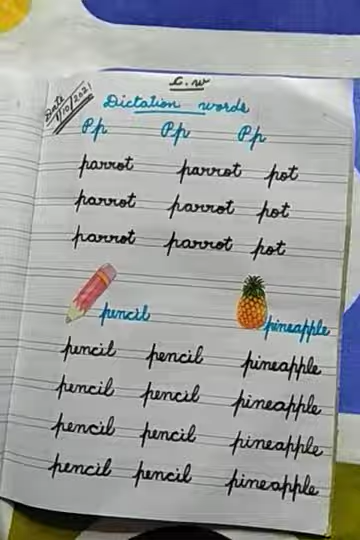 C.W
Date 1/10/2021
Dictation words
Pp Pp Pp
parrot parrot pot
parrot parrot pot
parrot parrot pot
pencil pineapple
pencil pencil pineapple
pencil pencil pineapple
pencil pencil pineapple
pencil pencil pineapple